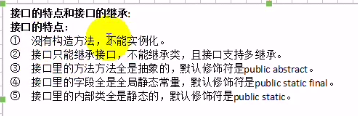 接口的特点和接口的继承:
接口的特点:
① 没有构造方法，不能实例化。
② 接口只能继承接口，不能继承类，且接口支持多继承。
③ 接口里的方法方法全是抽象的，默认修饰符是public abstract。
④ 接口里的字段全是全局静态常量，默认修饰符是public static final。
⑤ 接口里的内部类全是静态的，默认修饰符是public static。